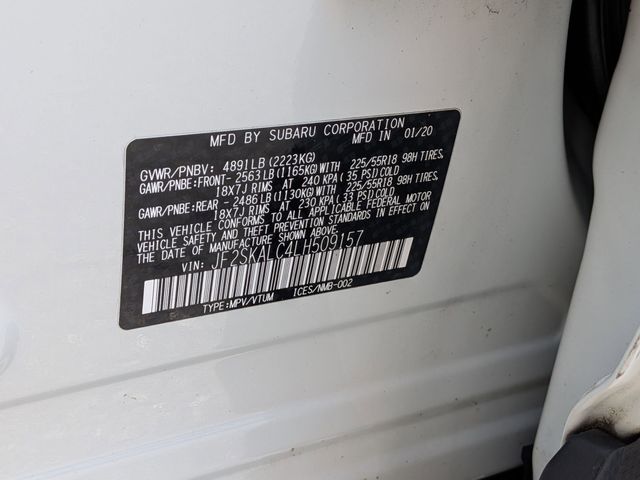 MFD BY SUBARU CORPORATION
MFD IN 01/20
GVWR/PNBV: 4891LB(2223KG)
GAWR/PNBE:FRONT-2563LB(1165KG)WITH 225/55R18 98H TIRES,
18X7J RIMS AT 240 KPA(35 PSI)COLD
GAWR/PNBE:REAR -2486LB(1130KG)WITH 225/55R18 98H TIRES,
18X7J RIMS AT 230 KPA(33 PSI)COLD
THIS VEHICLE CONFORMS TO ALL APPLICABLE FEDERAL MOTOR
VEHICLE SAFETY AND THEFT PREVENTION STANDARDS IN EFFECT ON
THE DATE OF MANUFACTURE SHOWN ABOVE.
VIN: JF2SKALC4LH509157
TYPE:MPV/VTUM ICES/NMB-002